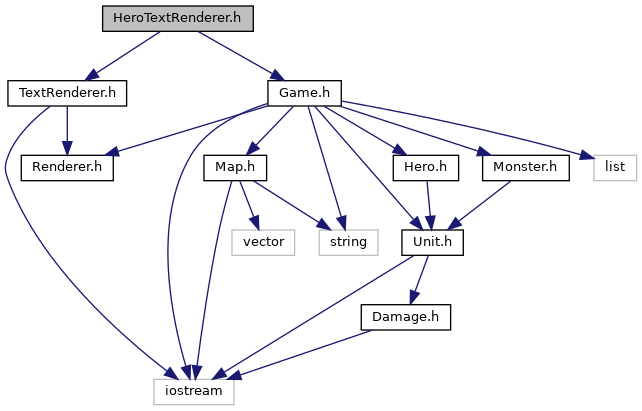 HeroTextRenderer.h
TextRenderer.h
Game.h
Renderer.h
Map.h
Hero.h
Monster.h
list
vector
string
Unit.h
Damage.h
iostream